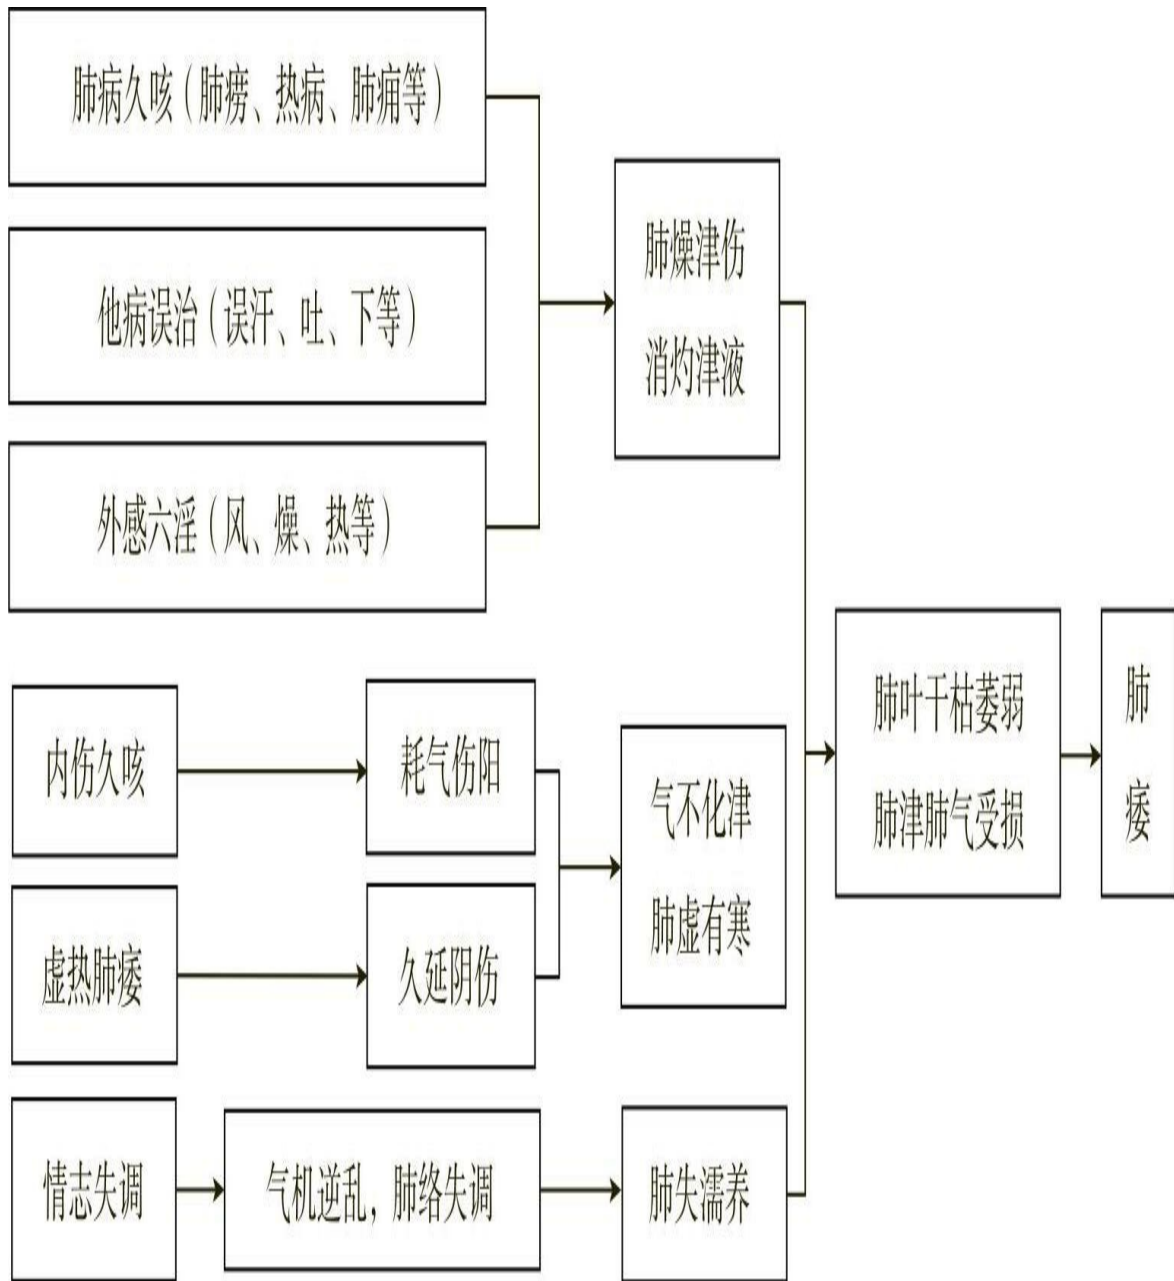 肺病久咳（肺痨、热病、肺痈等）
他病误治（误汗、吐、下等）
外感六淫（风、燥、热等）
肺燥津伤
消灼津液
内伤久咳
耗气伤阳
虚热肺痿
久延阴伤
气不化津
肺虚有寒
情志失调
气机逆乱，肺络失调
肺失濡养
肺叶干枯萎弱
肺津肺气受损
肺
痿